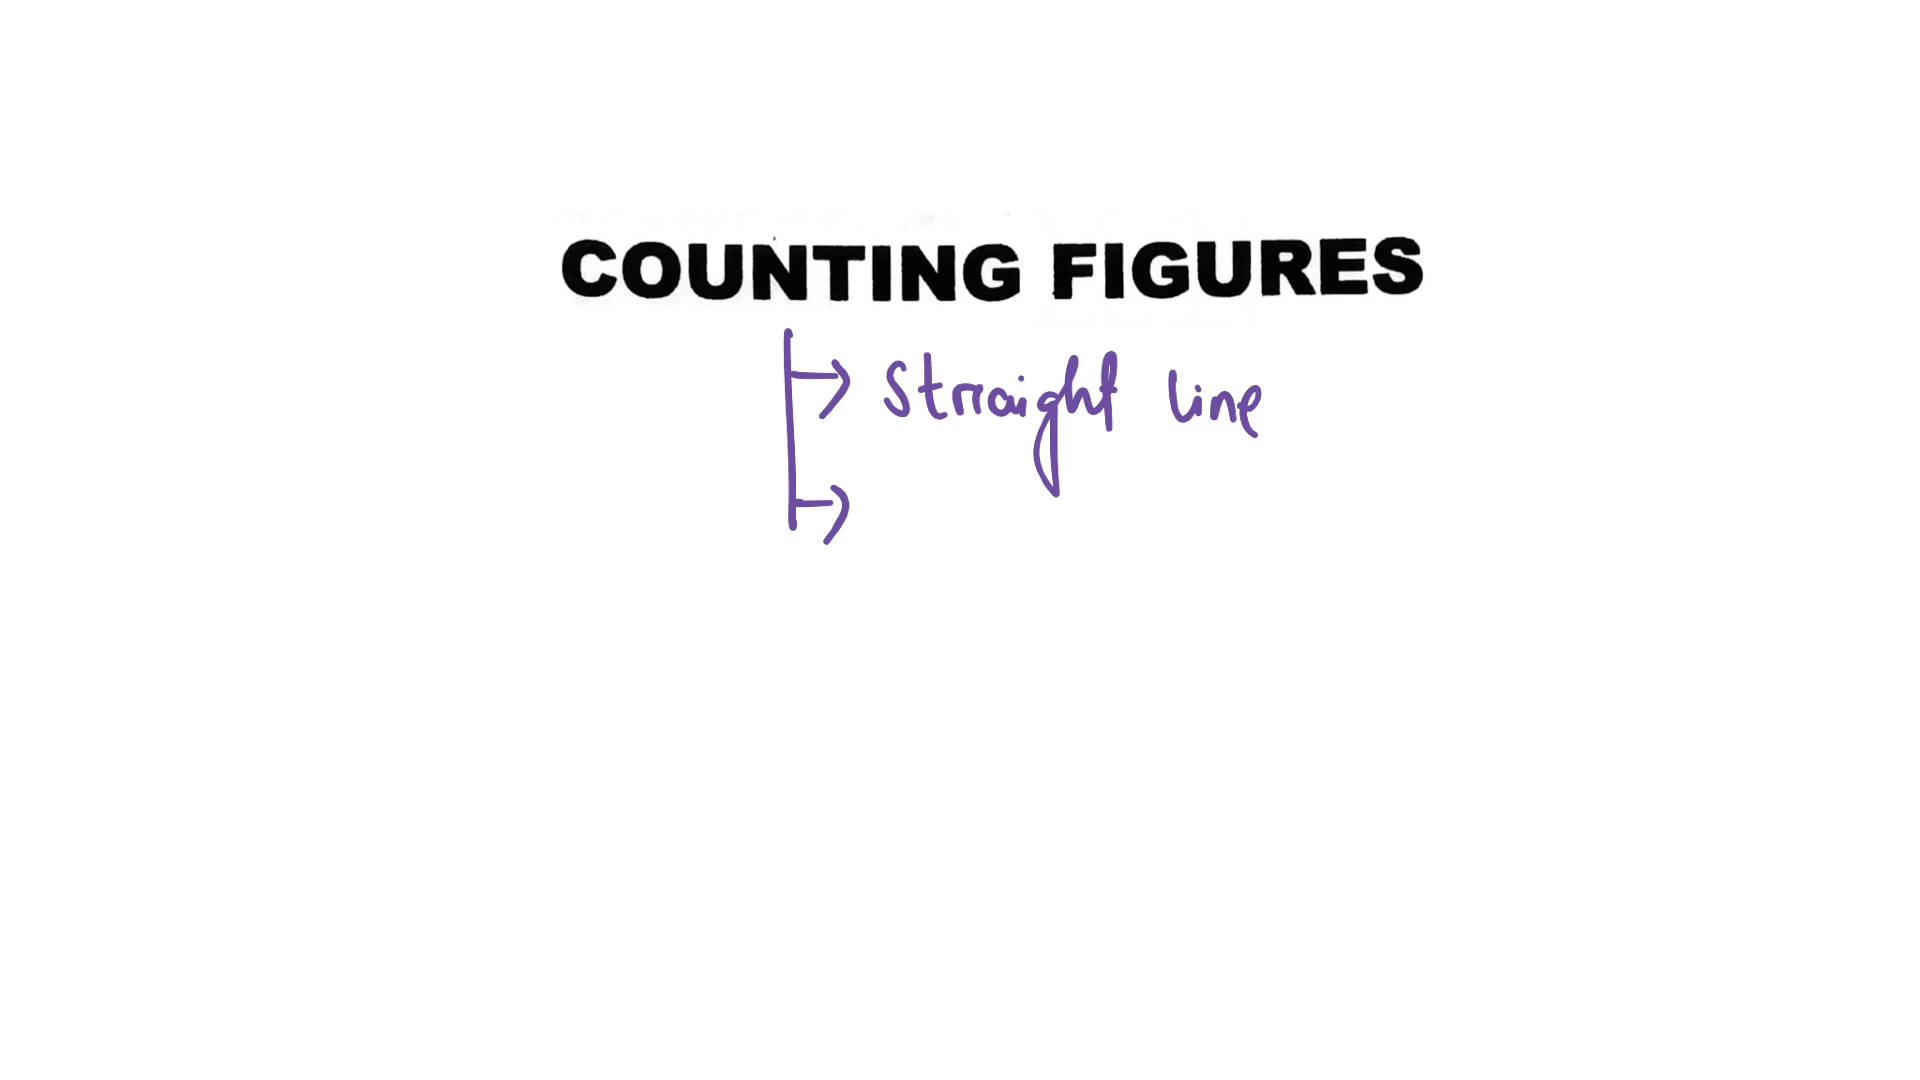 COUNTING FIGURES
→ Straight line
→